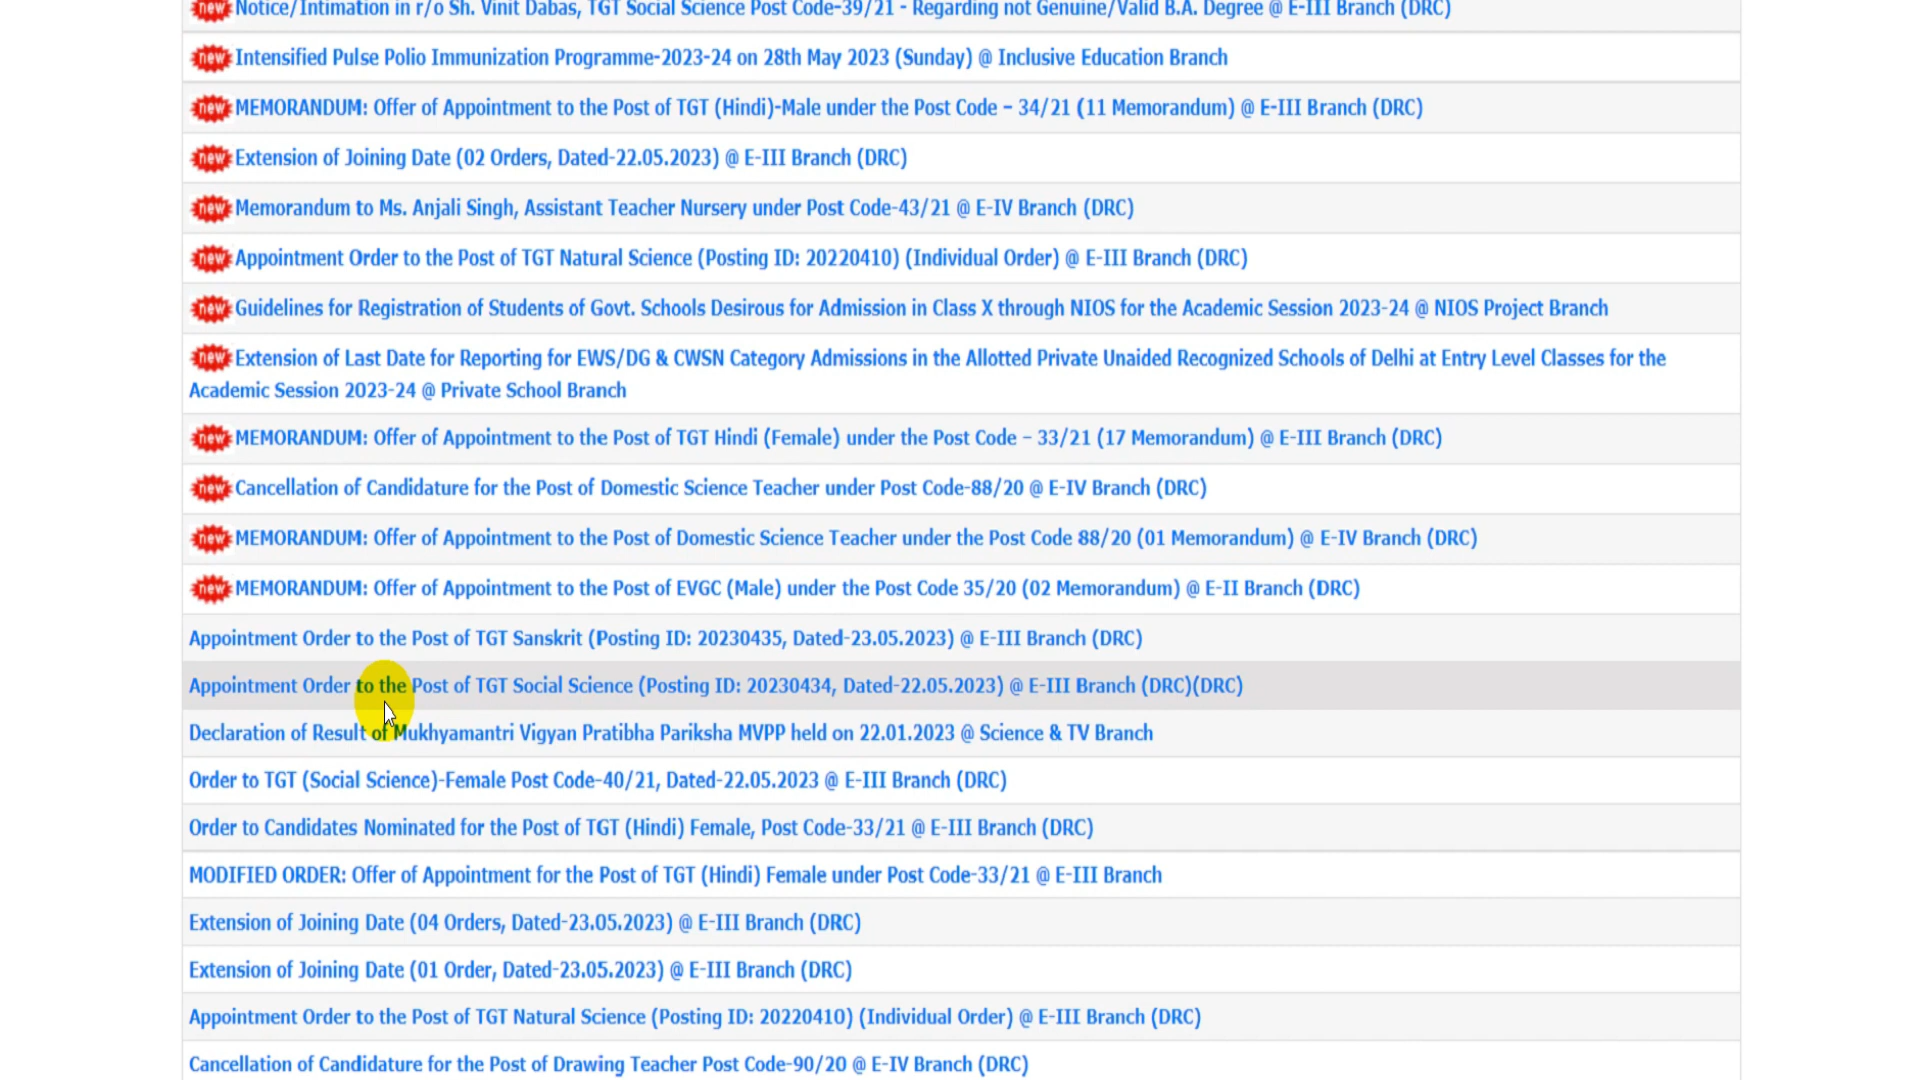 new Notice/Intimation in r/o Sh. Vinit Dabas, TGT Social Science Post Code-39/21 - Regarding not Genuine/Valid B.A. Degree @ E-III Branch (DRC)
new Intensified Pulse Polio Immunization Programme-2023-24 on 28th May 2023 (Sunday) @ Inclusive Education Branch
new MEMORANDUM: Offer of Appointment to the Post of TGT (Hindi)-Male under the Post Code – 34/21 (11 Memorandum) @ E-III Branch (DRC)
new Extension of Joining Date (02 Orders, Dated-22.05.2023) @ E-III Branch (DRC)
new Memorandum to Ms. Anjali Singh, Assistant Teacher Nursery under Post Code-43/21 @ E-IV Branch (DRC)
new Appointment Order to the Post of TGT Natural Science (Posting ID: 20220410) (Individual Order) @ E-III Branch (DRC)
new Guidelines for Registration of Students of Govt. Schools Desirous for Admission in Class X through NIOS for the Academic Session 2023-24 @ NIOS Project Branch
new Extension of Last Date for Reporting for EWS/DG & CWSN Category Admissions in the Allotted Private Unaided Recognized Schools of Delhi at Entry Level Classes for the
Academic Session 2023-24 @ Private School Branch
new MEMORANDUM: Offer of Appointment to the Post of TGT Hindi (Female) under the Post Code – 33/21 (17 Memorandum) @ E-III Branch (DRC)
new Cancellation of Candidature for the Post of Domestic Science Teacher under Post Code-88/20 @ E-IV Branch (DRC)
new MEMORANDUM: Offer of Appointment to the Post of Domestic Science Teacher under the Post Code 88/20 (01 Memorandum) @ E-IV Branch (DRC)
new MEMORANDUM: Offer of Appointment to the Post of EVGC (Male) under the Post Code 35/20 (02 Memorandum) @ E-II Branch (DRC)
Appointment Order to the Post of TGT Sanskrit (Posting ID: 20230435, Dated-23.05.2023) @ E-III Branch (DRC)
Appointment Order to the Post of TGT Social Science (Posting ID: 20230434, Dated-22.05.2023) @ E-III Branch (DRC)(DRC)
Declaration of Result of Mukhyamantri Vigyan Pratibha Pariksha MVPP held on 22.01.2023 @ Science & TV Branch
Order to TGT (Social Science)-Female Post Code-40/21, Dated-22.05.2023 @ E-III Branch (DRC)
Order to Candidates Nominated for the Post of TGT (Hindi) Female, Post Code-33/21 @ E-III Branch (DRC)
MODIFIED ORDER: Offer of Appointment for the Post of TGT (Hindi) Female under Post Code-33/21 @ E-III Branch
Extension of Joining Date (04 Orders, Dated-23.05.2023) @ E-III Branch (DRC)
Extension of Joining Date (01 Order, Dated-23.05.2023) @ E-III Branch (DRC)
Appointment Order to the Post of TGT Natural Science (Posting ID: 20220410) (Individual Order) @ E-III Branch (DRC)
Cancellation of Candidature for the Post of Drawing Teacher Post Code-90/20 @ E-IV Branch (DRC)